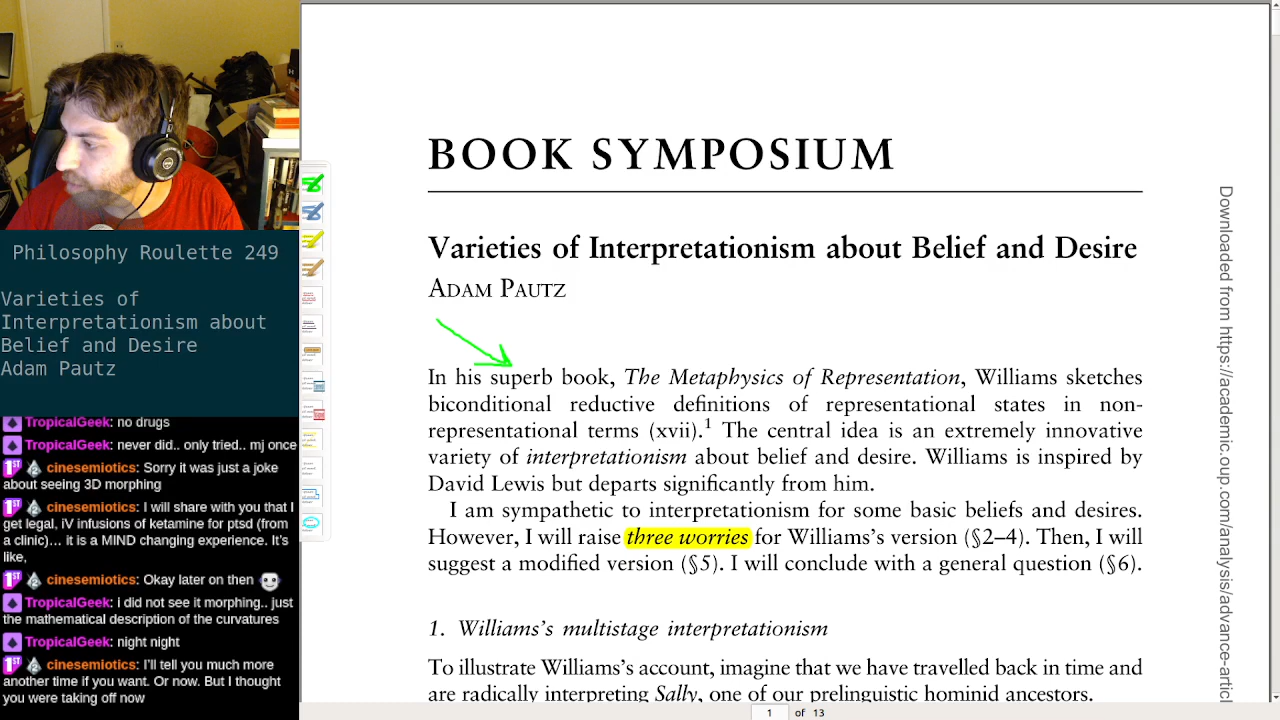 Philosophy Roulette 249
Varieties of
Interpretationism about
Belief and Desire
Adam Pautz
TropicalGeek: no drugs
TropicalGeek: never did.. only tried.. mj once
cinesemiotics: Sorry it was just a joke
about seeing 3D morphing
cinesemiotics: I will share with you that I
get legal, iV infusions of ketamine for ptsd (from
a clinic)... it is a MIND changing experience. It's
like,
cinesemiotics: Okay later on then
TropicalGeek: i did not see it morphing.. just
the mathematical description of the curvatures
TropicalGeek: night night
cinesemiotics: I'll tell you much more
another time if you want. Or now. But I thought
you were taking off now
BOOK SYMPOSIUM
Varieties of Interpretationism about Belief and Desire
ADAM PAUTZ
In his superb book, The Metaphysics of Representation, Williams sketches
biconditional reductive definitions of representational states in non-
representational terms (xvii).1 The central idea is an extremely innovative
variety of interpretationism about belief and desire. Williams is inspired by
David Lewis but departs significantly from him.
I am sympathetic to interpretationism for some basic beliefs and desires.
However, I will raise three worries for Williams's version (§2–4). Then, I will
suggest a modified version (§5). I will conclude with a general question (§6).
1. Williams's multistage interpretationism
To illustrate Williams's account, imagine that we have travelled back in time and
are radically interpreting Sally, one of our prelinguistic hominid ancestors.
Downloaded from https://academic.oup.com/analysis/advance-articl
1 of 13